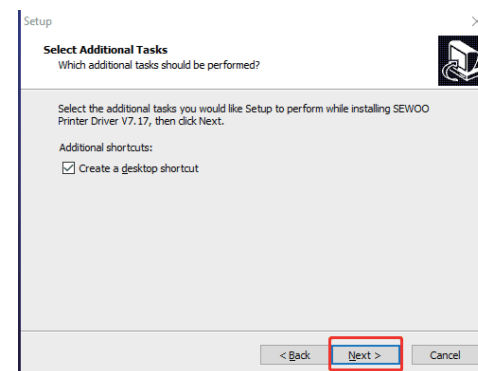 Setup
Select Additional Tasks
Which additional tasks should be performed?
Select the additional tasks you would like Setup to perform while installing SEWOO
Printer Driver V7.17, then click Next.
Additional shortcuts:
Create a desktop shortcut
< Back Next > Cancel